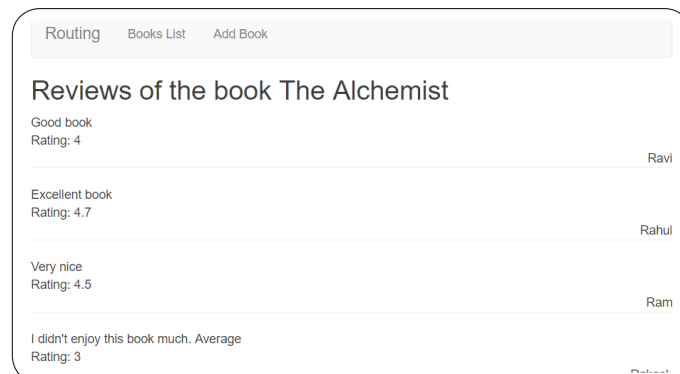 Routing Books List Add Book
Reviews of the book The Alchemist
Good book
Rating: 4
Ravi
Excellent book
Rating: 4.7
Rahul
Very nice
Rating: 4.5
Ram
I didn't enjoy this book much. Average
Rating: 3